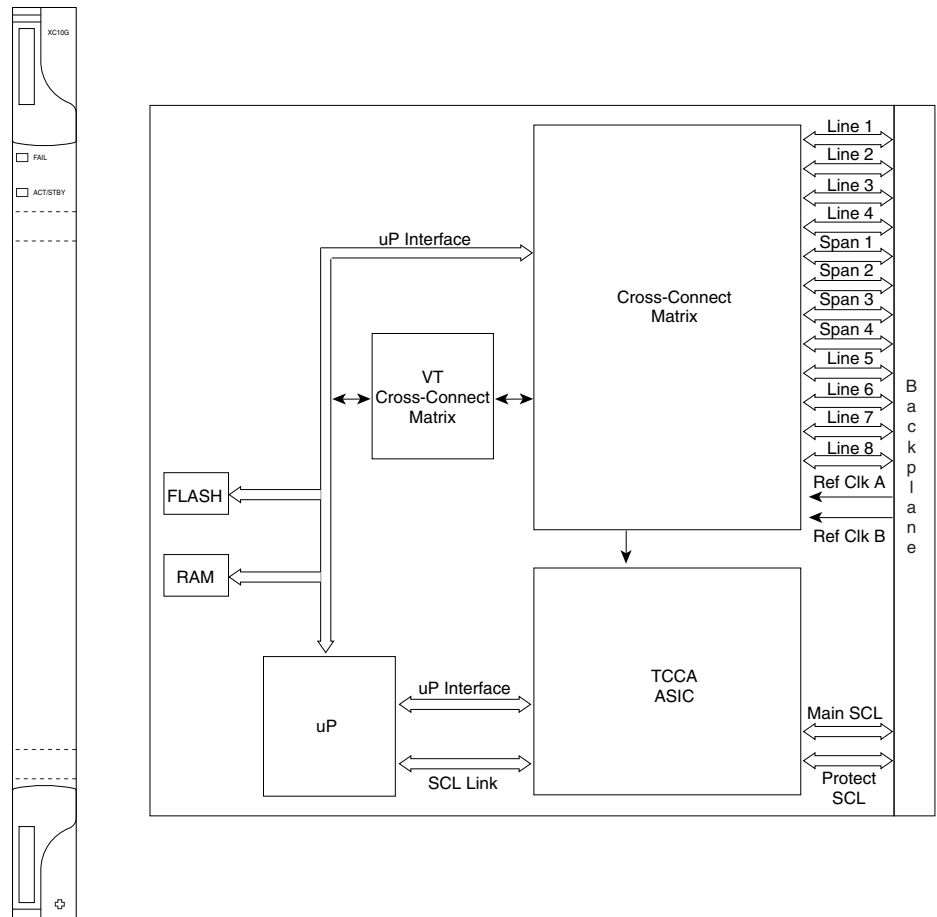 XC10G
FAIL
ACT/STBY
Line 1
Line 2
Line 3
Line 4
Span 1
Span 2
Span 3
Span 4
Line 5
Line 6
Line 7
Line 8
Ref Clk A
Ref Clk B
Backplane
uP Interface
Cross-Connect
Matrix
VT
Cross-Connect
Matrix
FLASH
RAM
uP
uP Interface
SCL Link
TCCA
ASIC
Main SCL
Protect
SCL